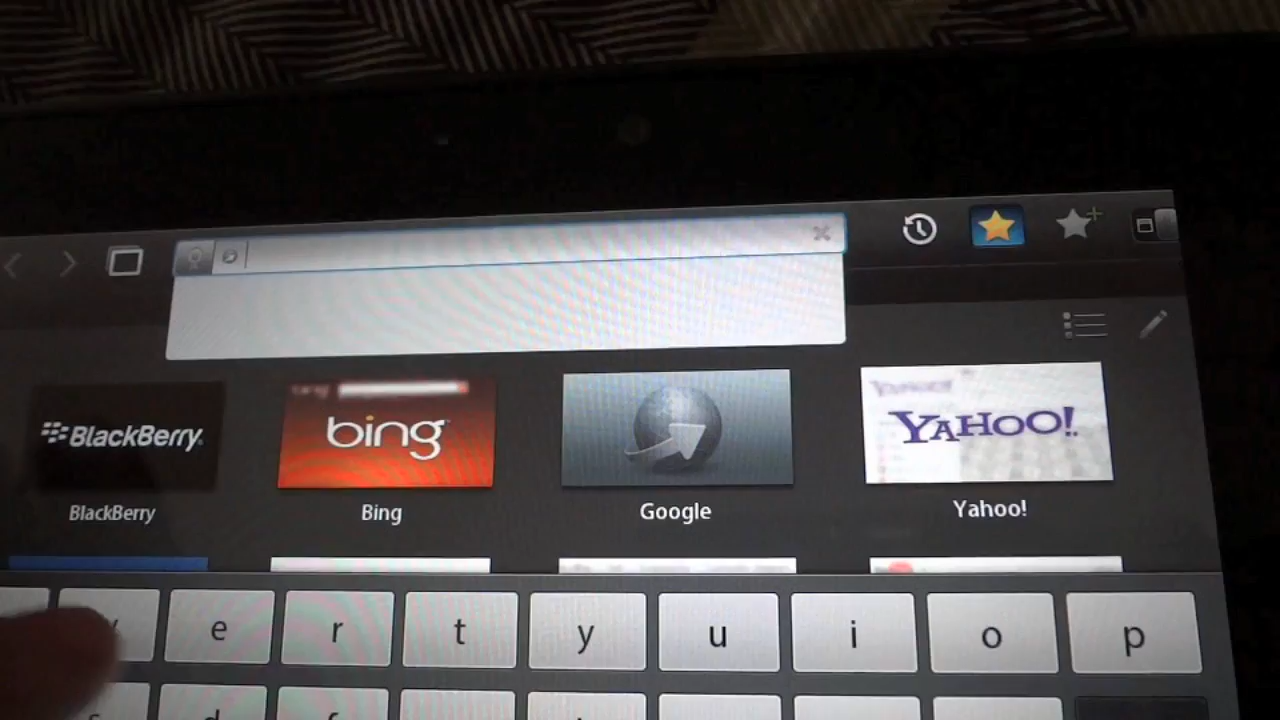 BlackBerry
bing
YAHOO!
BlackBerry
Bing
Google
Yahoo!
e r t y u i o p